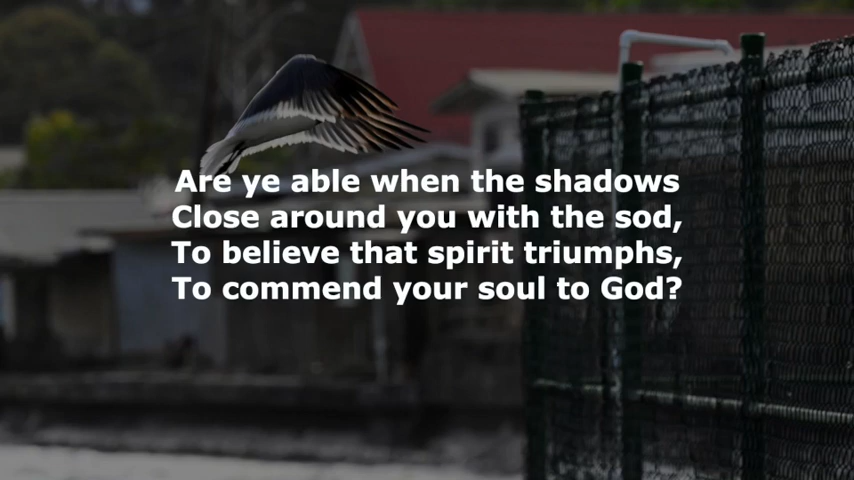 Are ye able when the shadows
Close around you with the sod,
To believe that spirit triumphs,
To commend your soul to God?